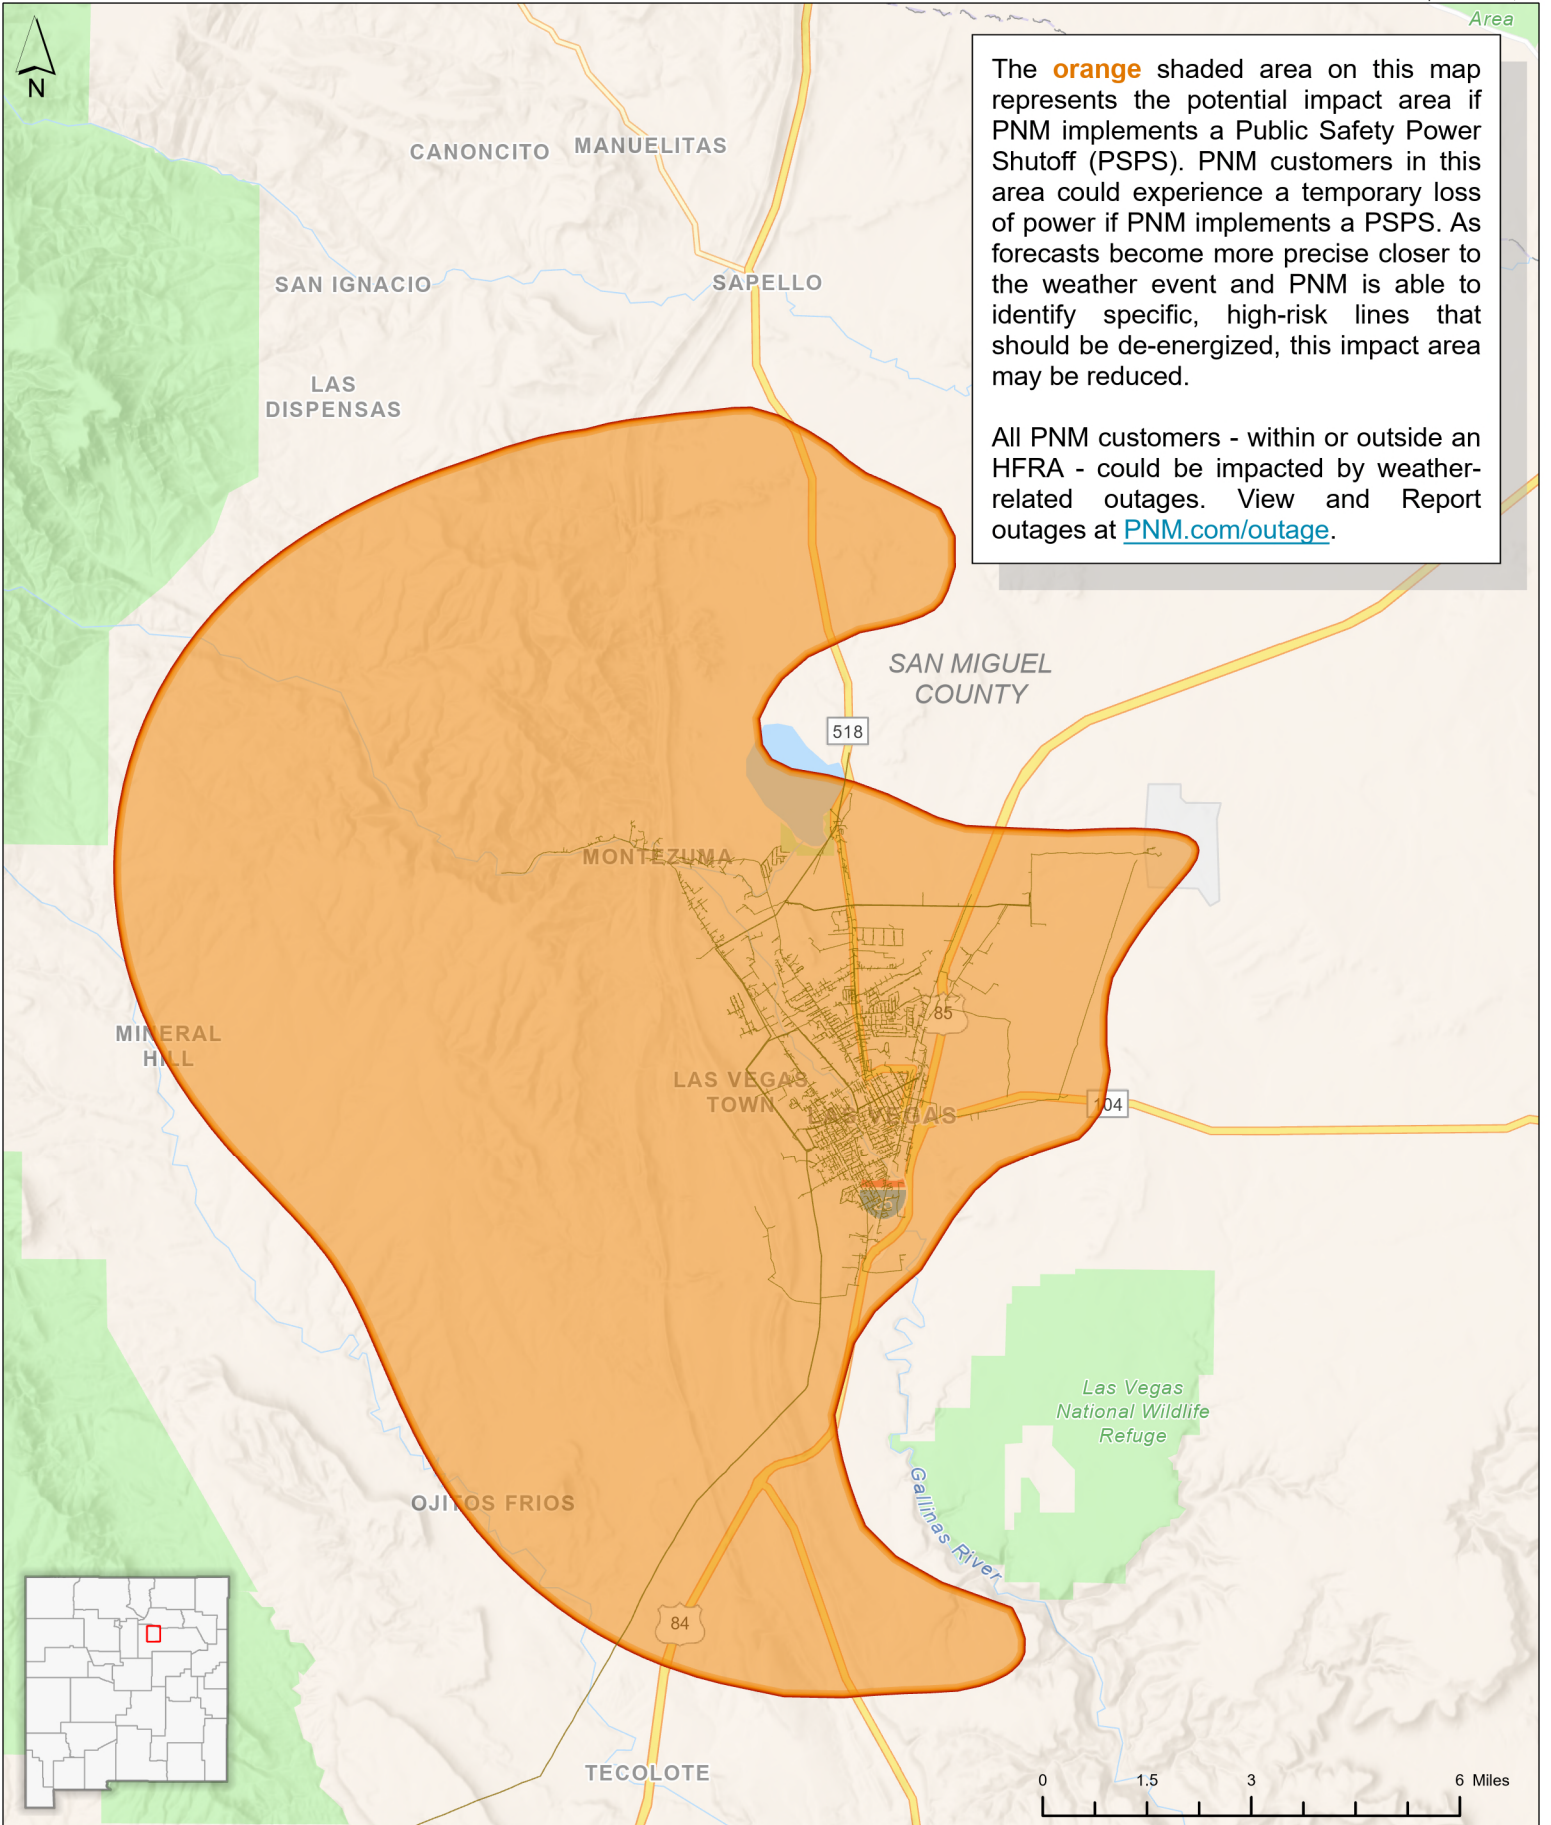 Area
N
The orange shaded area on this map
represents the potential impact area if
PNM implements a Public Safety Power
Shutoff (PSPS). PNM customers in this
area could experience a temporary loss
of power if PNM implements a PSPS. As
forecasts become more precise closer to
the weather event and PNM is able to
identify specific, high-risk lines that
should be de-energized, this impact area
may be reduced.
All PNM customers - within or outside an
HFRA - could be impacted by weather-
related outages. View and Report
outages at PNM.com/outage.
CANONCITO
MANUELITAS
SAN IGNACIO
SAPELLO
LAS
DISPENSAS
SAN MIGUEL
COUNTY
518
MONTEZUMA
85
MINERAL
HILL
LAS VEGAS
TOWN
LAS VEGAS
104
Las Vegas
National Wildlife
Refuge
Gallinas River
OJITOS FRIOS
84
TECOLOTE
0 1.5 3 6 Miles